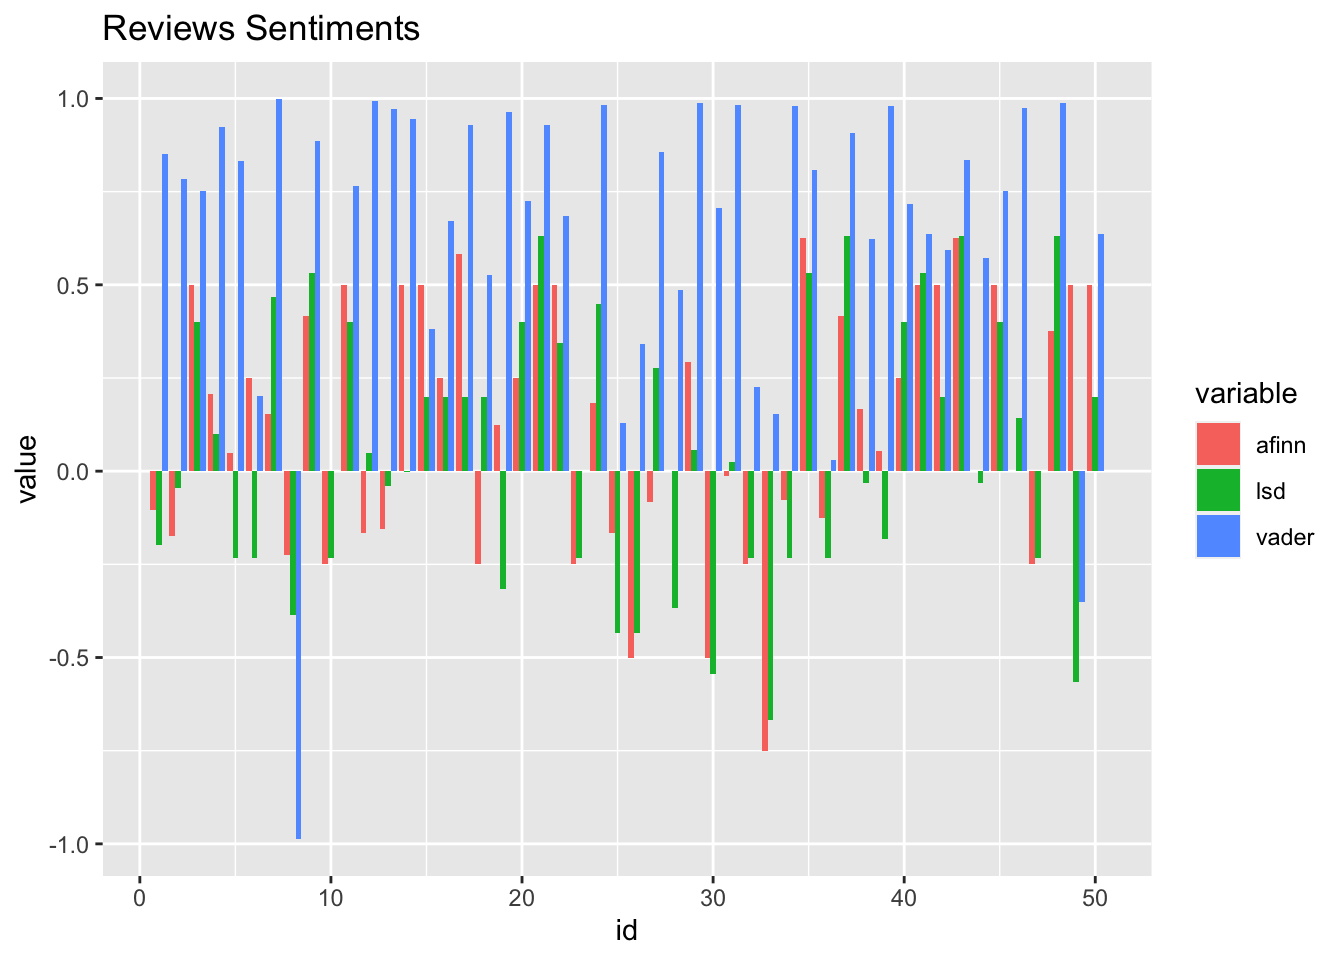 Reviews Sentiments
1.0
0.5
0.0
-0.5
-1.0
value
0 10 20 30 40 50
id
variable
afinn
lsd
vader